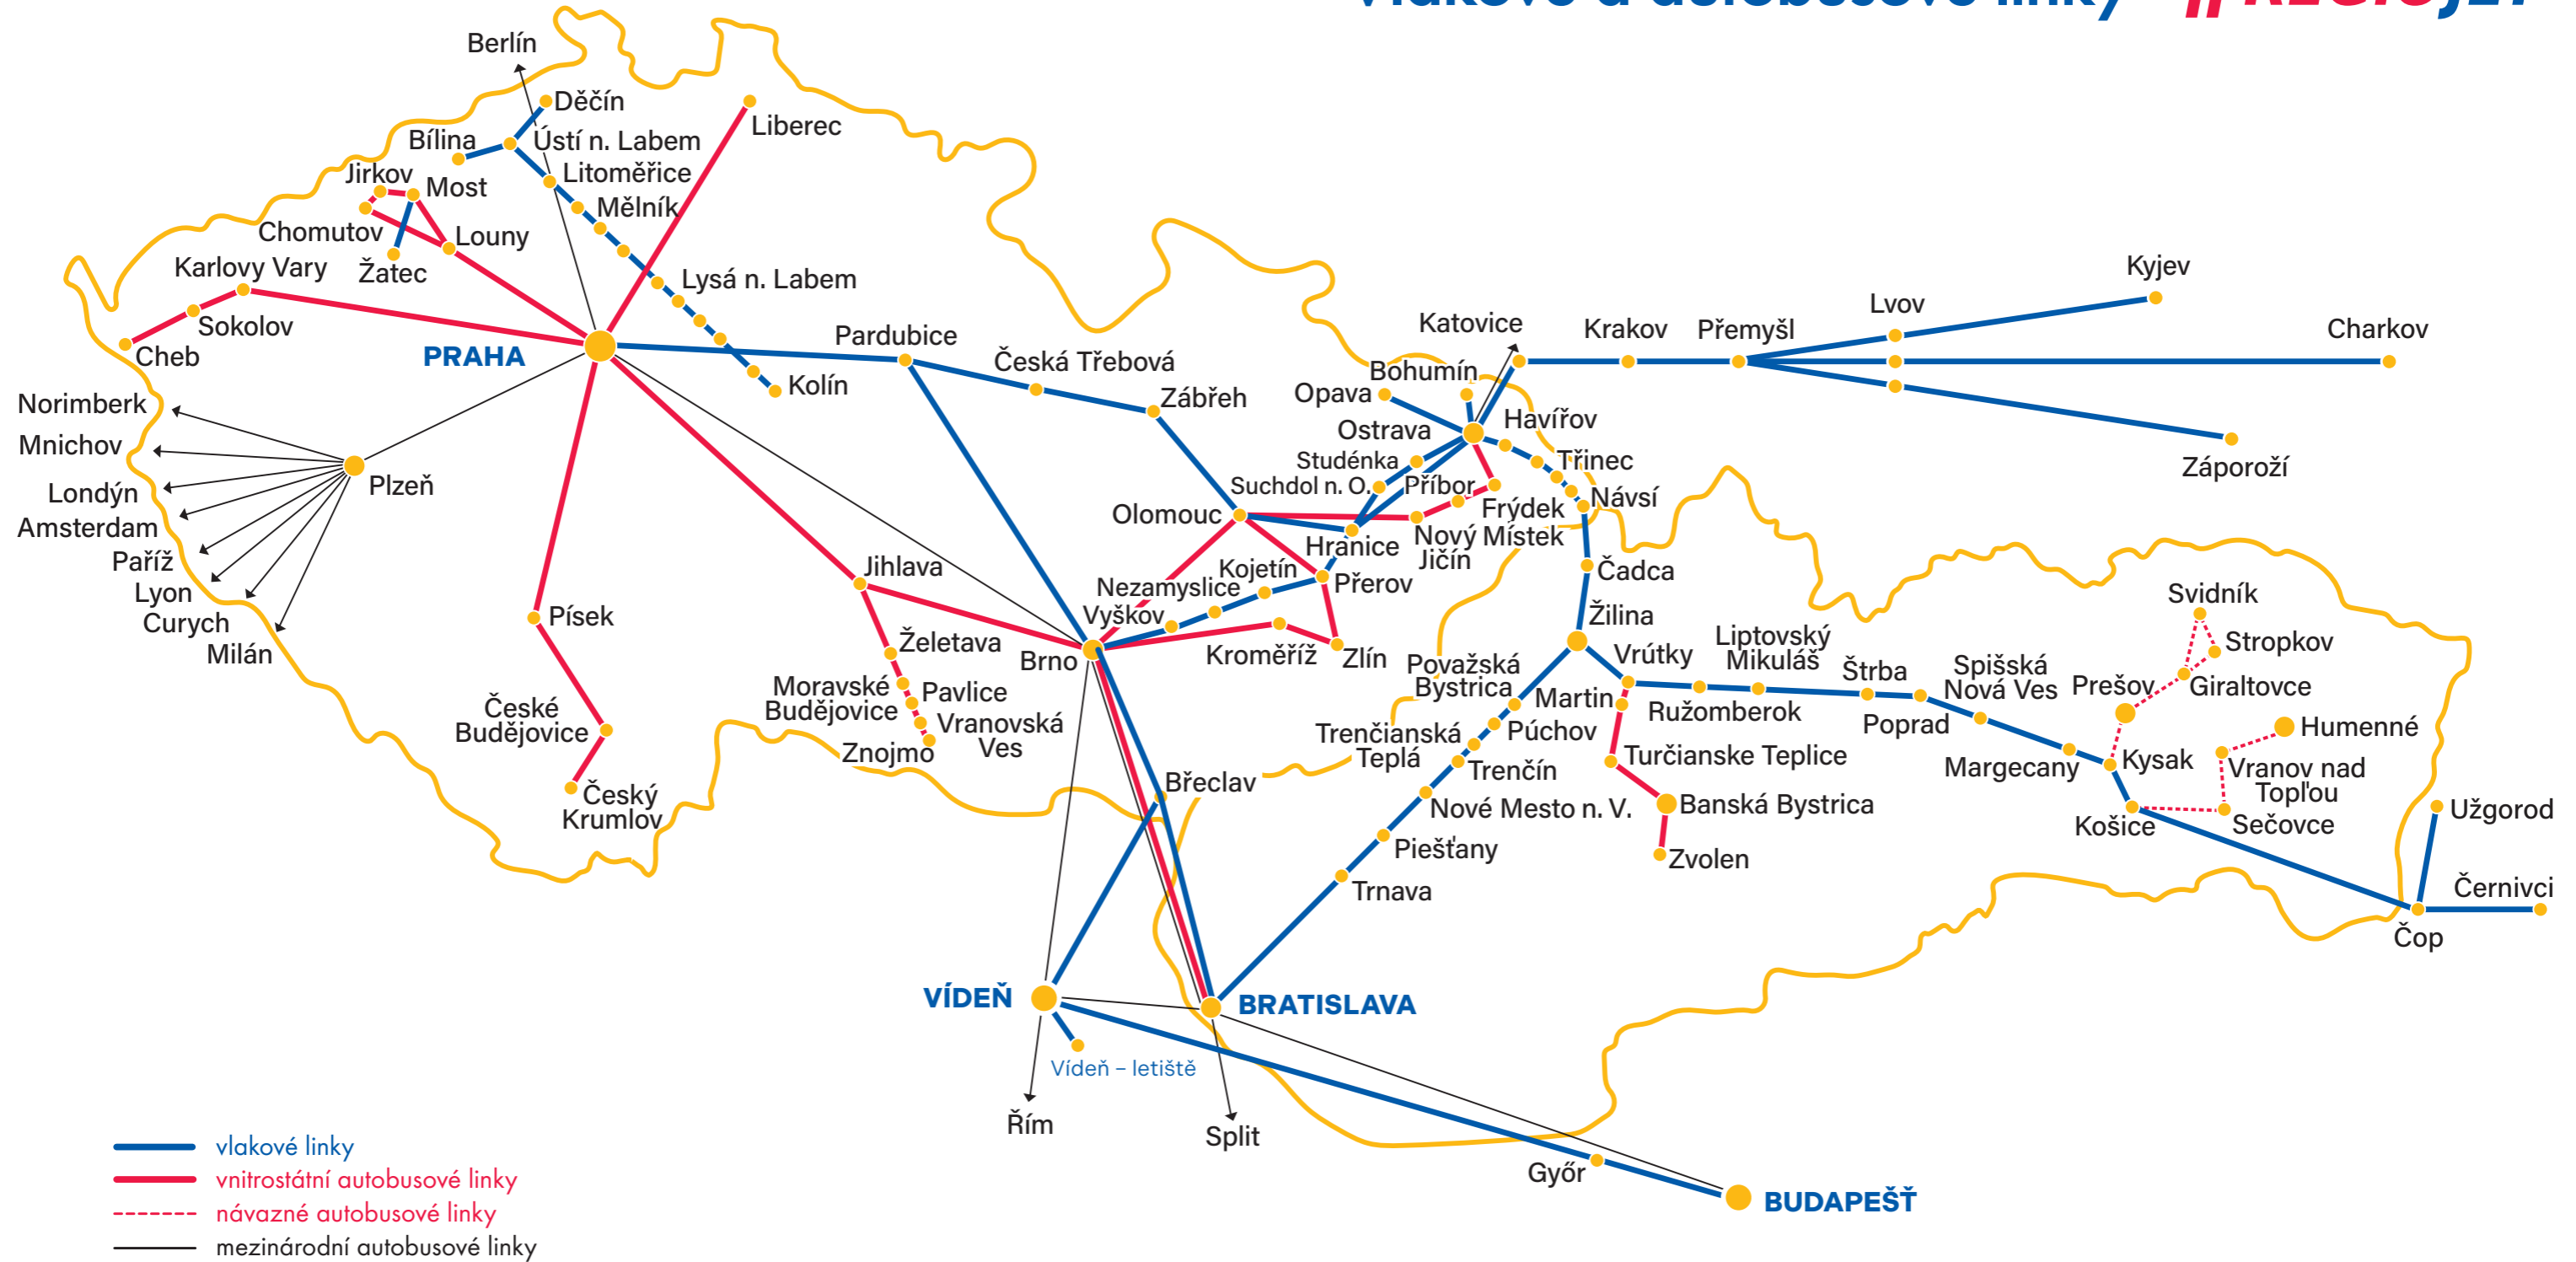 vlakové a autobusové linky REGIOJET
Berlín
Děčín
Bílina
Ústí n. Labem
Liberec
Jirkov
Most
Litoměřice
Mělník
Chomutov
Louny
Karlovy Vary
Žatec
Lysá n. Labem
Sokolov
Cheb
PRAHA
Pardubice
Česká Třebová
Kolín
Zábřeh
Katovice
Krakov
Přemyšl
Lvov
Kyjev
Charkov
Záporoží
Bohumín
Opava
Ostrava
Havířov
Studénka
Třinec
Suchdol n. O.
Příbor
Návsí
Frýdek
Místek
Olomouc
Hranice
Nový
Jičín
Norimberk
Mnichov
Londýn
Amsterdam
Paříž
Lyon
Curych
Milán
Plzeň
Jihlava
Kojetín
Nezamyslice
Přerov
Vyškov
Čadca
Písek
Želetava
Brno
Kroměříž
Zlín
Žilina
Moravské
Budějovice
Pavlice
Vranovská
Ves
Znojmo
České
Budějovice
Český
Krumlov
Považská
Bystrica
Vrútky
Liptovský
Mikuláš
Štrba
Spišská
Nová Ves
Svidník
Stropkov
Giraltovce
Prešov
Martin
Ružomberok
Poprad
Púchov
Trenčianská
Teplá
Humenné
Turčianske Teplice
Margecany
Kysak
Vranov nad
Topľou
Trenčín
Břeclav
Nové Mesto n. V.
Banská Bystrica
Košice
Sečovce
Užgorod
Piešťany
Zvolen
Trnava
Černivci
Čop
VÍDEŇ
BRATISLAVA
Vídeň – letiště
Řím
Split
Győr
BUDAPEŠŤ
vlakové linky
vnitrostátní autobusové linky
návazné autobusové linky
mezinárodní autobusové linky